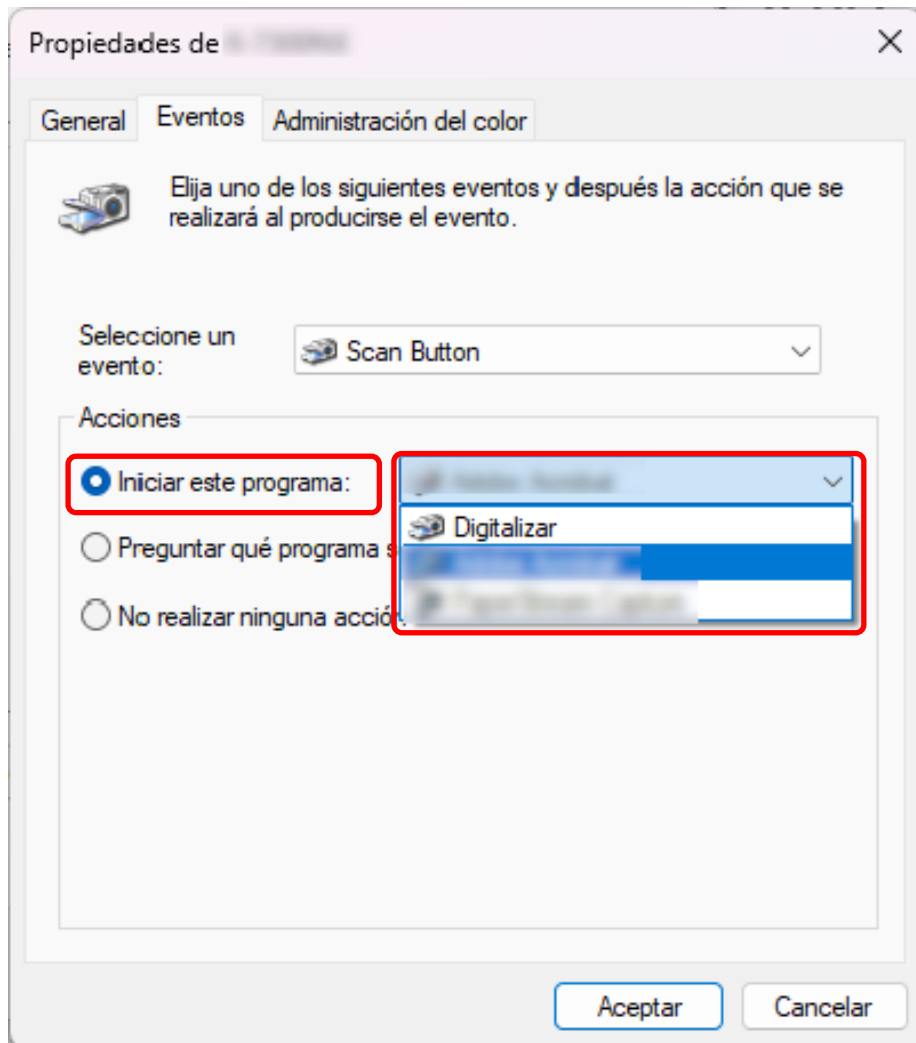 Propiedades de
General
Eventos
Administración del color
Elija uno de los siguientes eventos y después la acción que se
realizará al producirse el evento.
Seleccione un
evento:
Scan Button
Acciones
Iniciar este programa:
Digitalizar
Preguntar qué programa
No realizar ninguna acción
Aceptar
Cancelar